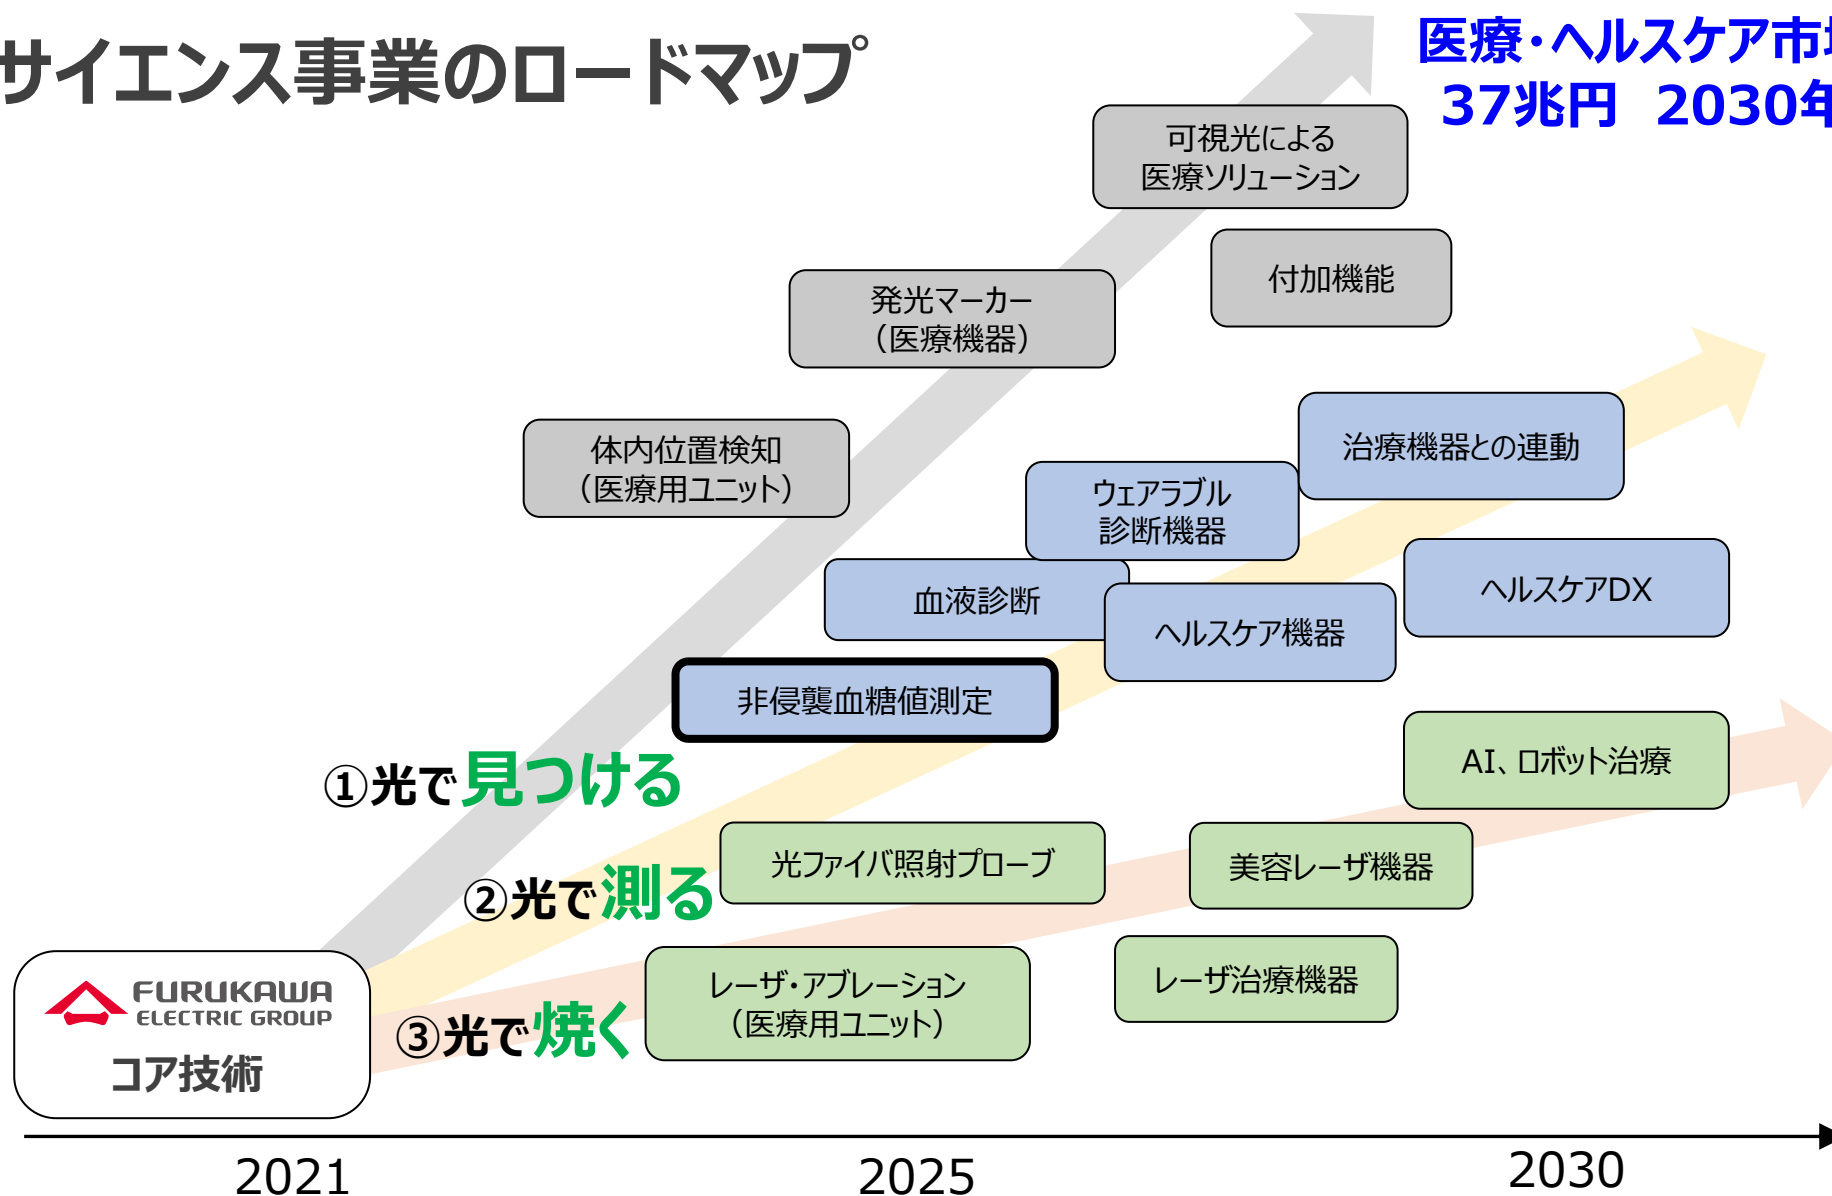 サイエンス事業のロードマップ
医療・ヘルスケア市場
37兆円 2030年
可視光による
医療ソリューション
付加機能
発光マーカー
（医療機器）
体内位置検知
（医療用ユニット）
治療機器との連動
ウェアラブル
診断機器
血液診断
ヘルスケア機器
ヘルスケアDX
非侵襲血糖値測定
①光で見つける
AI、ロボット治療
②光で測る
光ファイバ照射プローブ
美容レーザ機器
③光で焼く
レーザ・アブレーション
（医療用ユニット）
レーザ治療機器
FURUKAWA
ELECTRIC GROUP
コア技術
2021
2025
2030